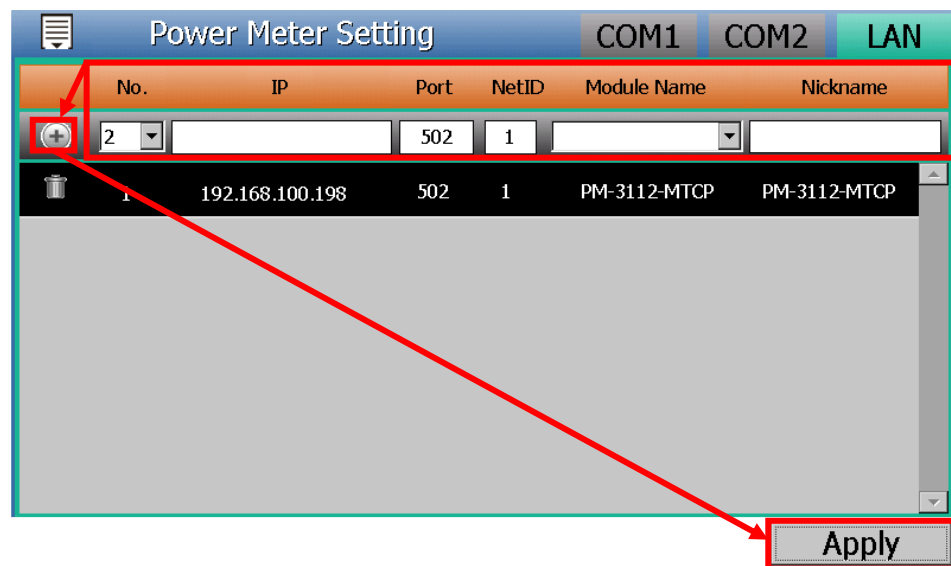 Power Meter Setting COM1 COM2 LAN
No. IP Port NetID Module Name Nickname
2 502 1
1 192.168.100.198 502 1 PM-3112-MTCP PM-3112-MTCP
Apply